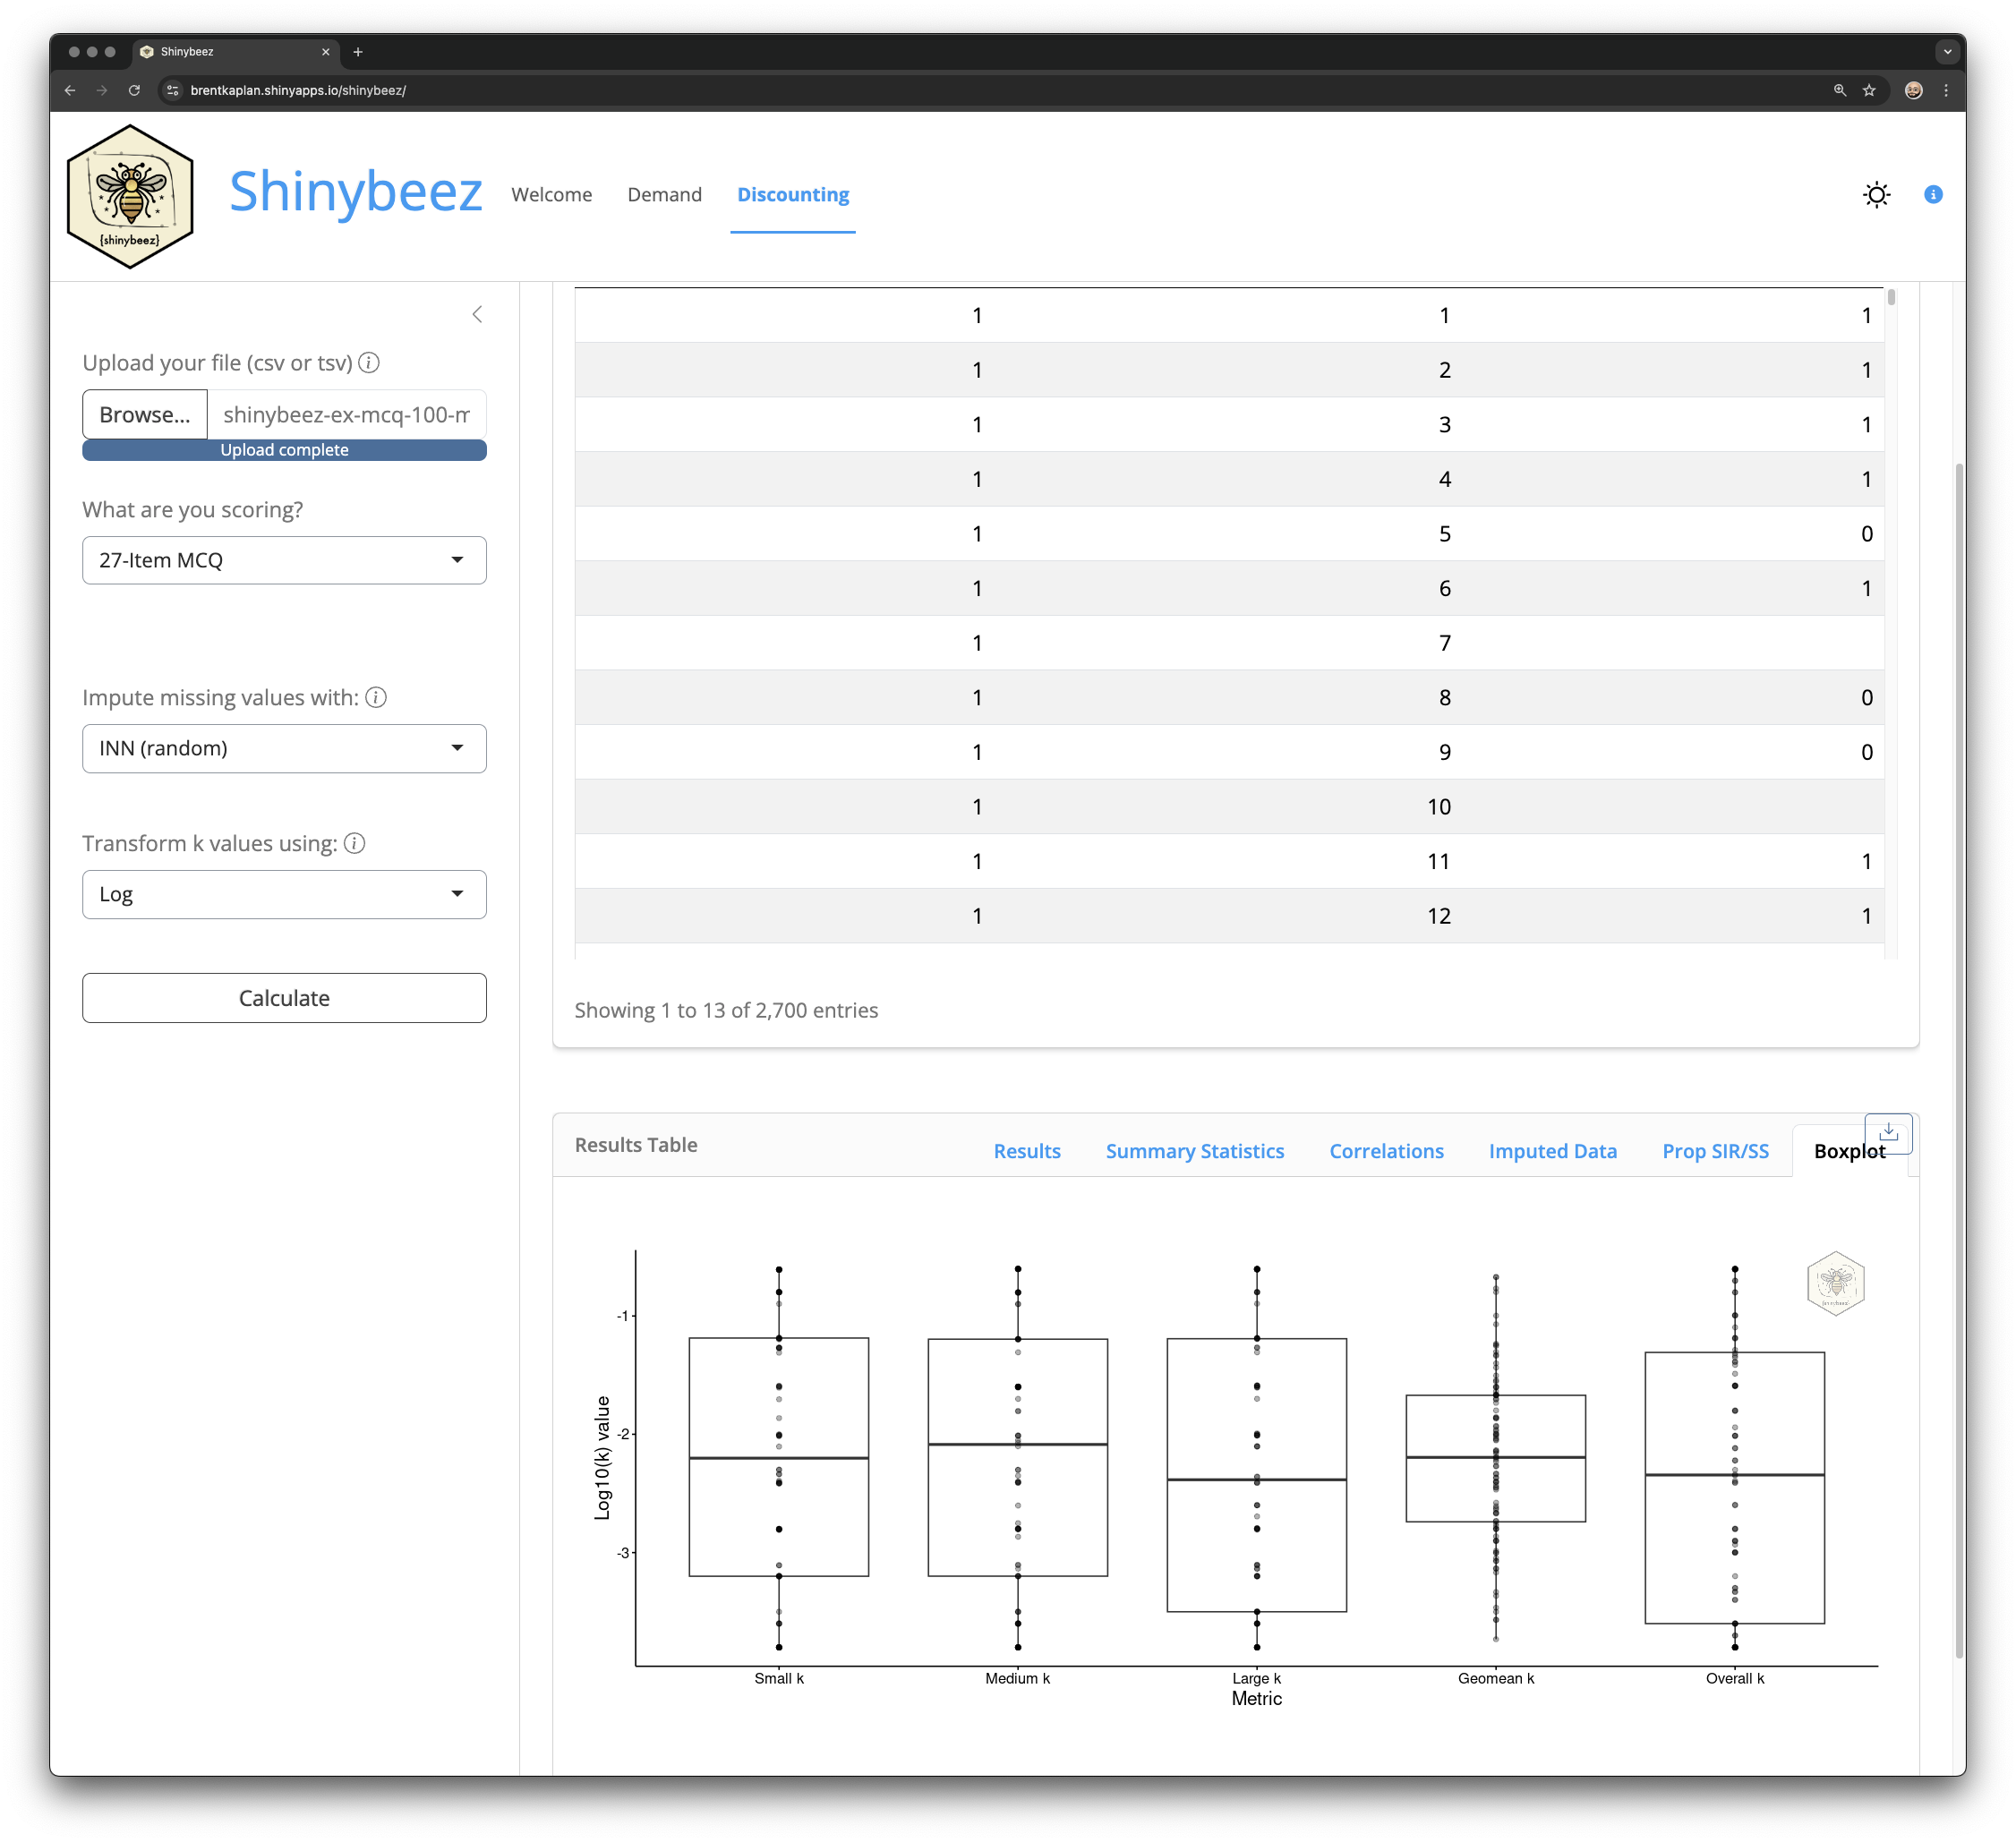 Shinybeez
brentkaplan.shinyapps.io/shinybeez/
{shinybeez}
Shinybeez
Welcome
Demand
Discounting
Upload your file (csv or tsv)
Browse...
shinybeez-ex-mcq-100-m
Upload complete
What are you scoring?
27-Item MCQ
Impute missing values with:
INN (random)
Transform k values using:
Log
Calculate
1 1 1
1 2 1
1 3 1
1 4 1
1 5 0
1 6 1
1 7
1 8 0
1 9 0
1 10
1 11 1
1 12 1
Showing 1 to 13 of 2,700 entries
Results Table
Results
Summary Statistics
Correlations
Imputed Data
Prop SIR/SS
Boxplot
Log10(k) value
-1
-2
-3
Small k
Medium k
Large k
Geomean k
Overall k
Metric